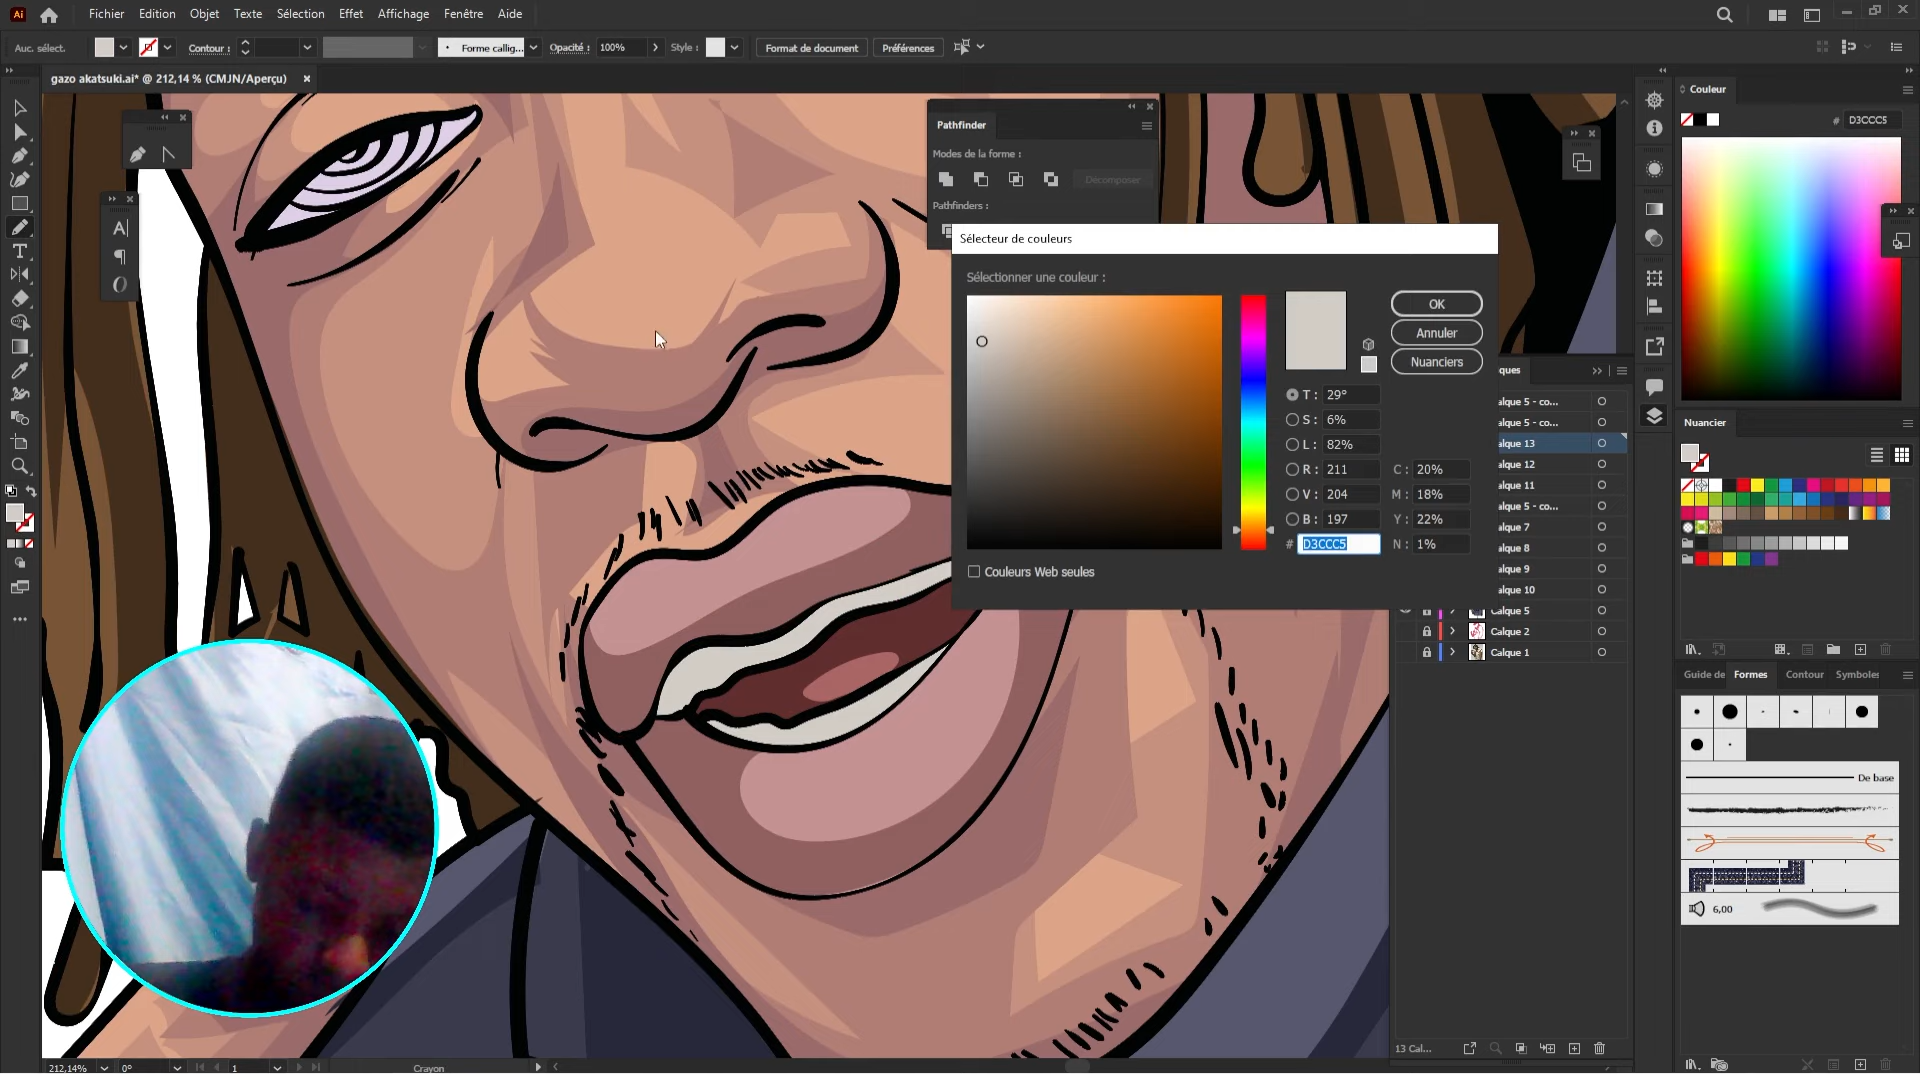 Ai
Fichier Edition Objet Texte Sélection Effet Affichage Fenêtre Aide
Auc. sélect. Contour : Forme callig... Opacité : 100% Style : Format de document Préférences
gazo akatsuki.ai* @ 212,14 % (CMJN/Aperçu)
Couleur
# D3CCC5
Pathfinder
Modes de la forme :
Décomposer
Pathfinders :
Sélecteur de couleurs
Sélectionner une couleur :
OK
Annuler
Nuanciers
T : 29°
S : 6%
L : 82%
R : 211 C : 20%
V : 204 M : 18%
B : 197 Y : 22%
# D3CCC5 N : 1%
Couleurs Web seules
ques
alque 5 - co...
alque 5 - co...
alque 13
alque 12
alque 11
alque 5 - co...
alque 7
alque 8
alque 9
alque 10
Calque 5
Calque 2
Calque 1
13 Cal...
Nuancier
Guide de Formes Contour Symboles
De base
6,00
212,14% 0° 1 Crayon